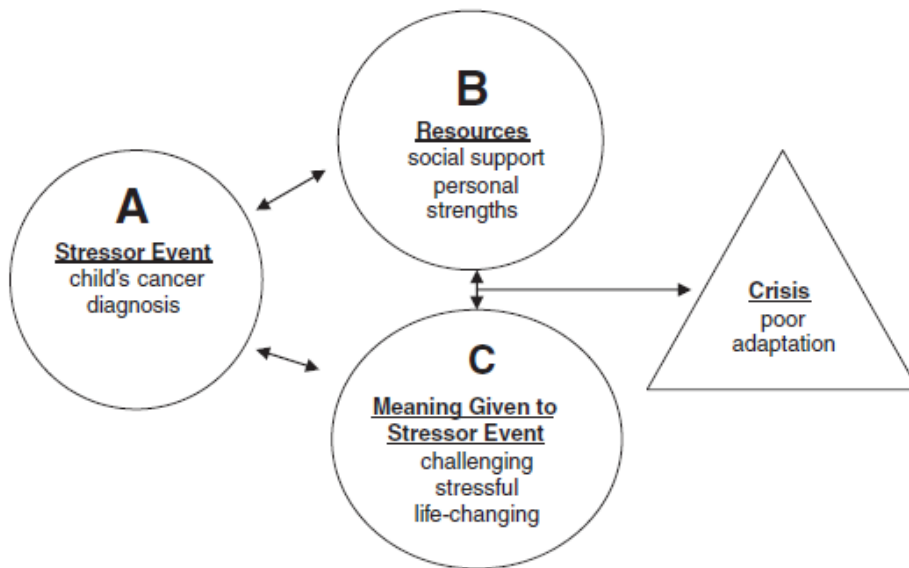 A
Stressor Event
child's cancer
diagnosis
B
Resources
social support
personal
strengths
C
Meaning Given to
Stressor Event
challenging
stressful
life-changing
Crisis
poor
adaptation